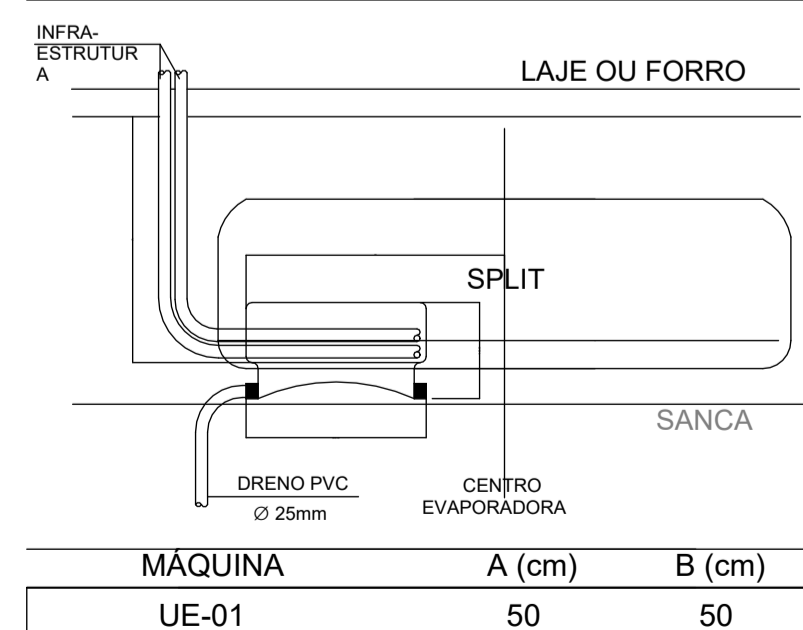 INFRA-
ESTRUTUR
A
LAJE OU FORRO
SPLIT
SANCA
DRENO PVC
Ø 25mm
CENTRO
EVAPORADORA
MÁQUINA A (cm) B (cm)
UE-01 50 50